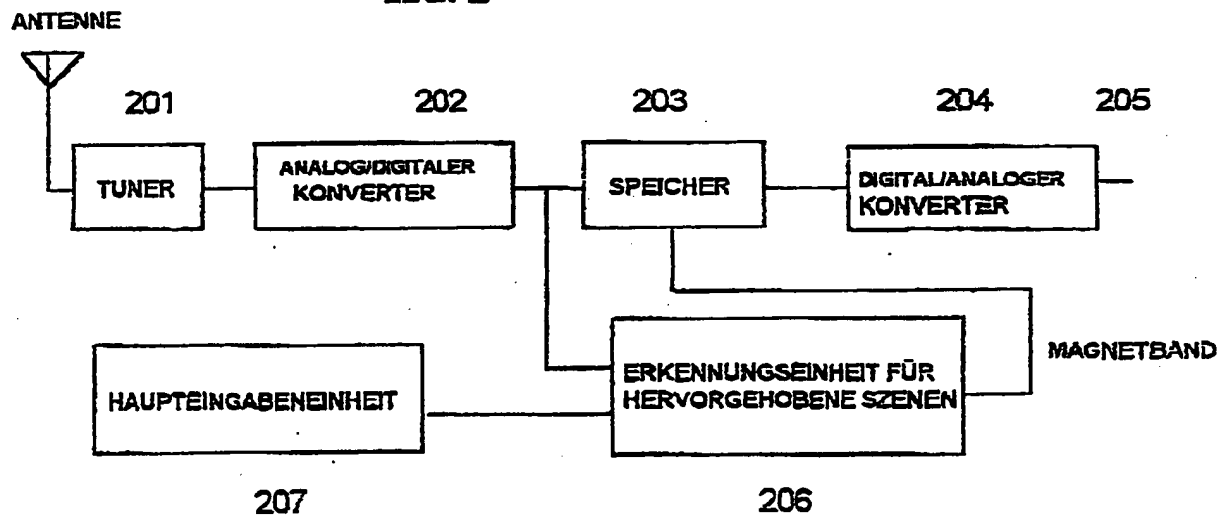 ANTENNE
201 202 203 204 205
TUNER
ANALOG/DIGITALER
KONVERTER
SPEICHER
DIGITAL/ANALOGER
KONVERTER
MAGNETBAND
HAUPTEINGABENEINHEIT
ERKENNUNGSEINHEIT FÜR
HERVORGEHOBENE SZENEN
207 206